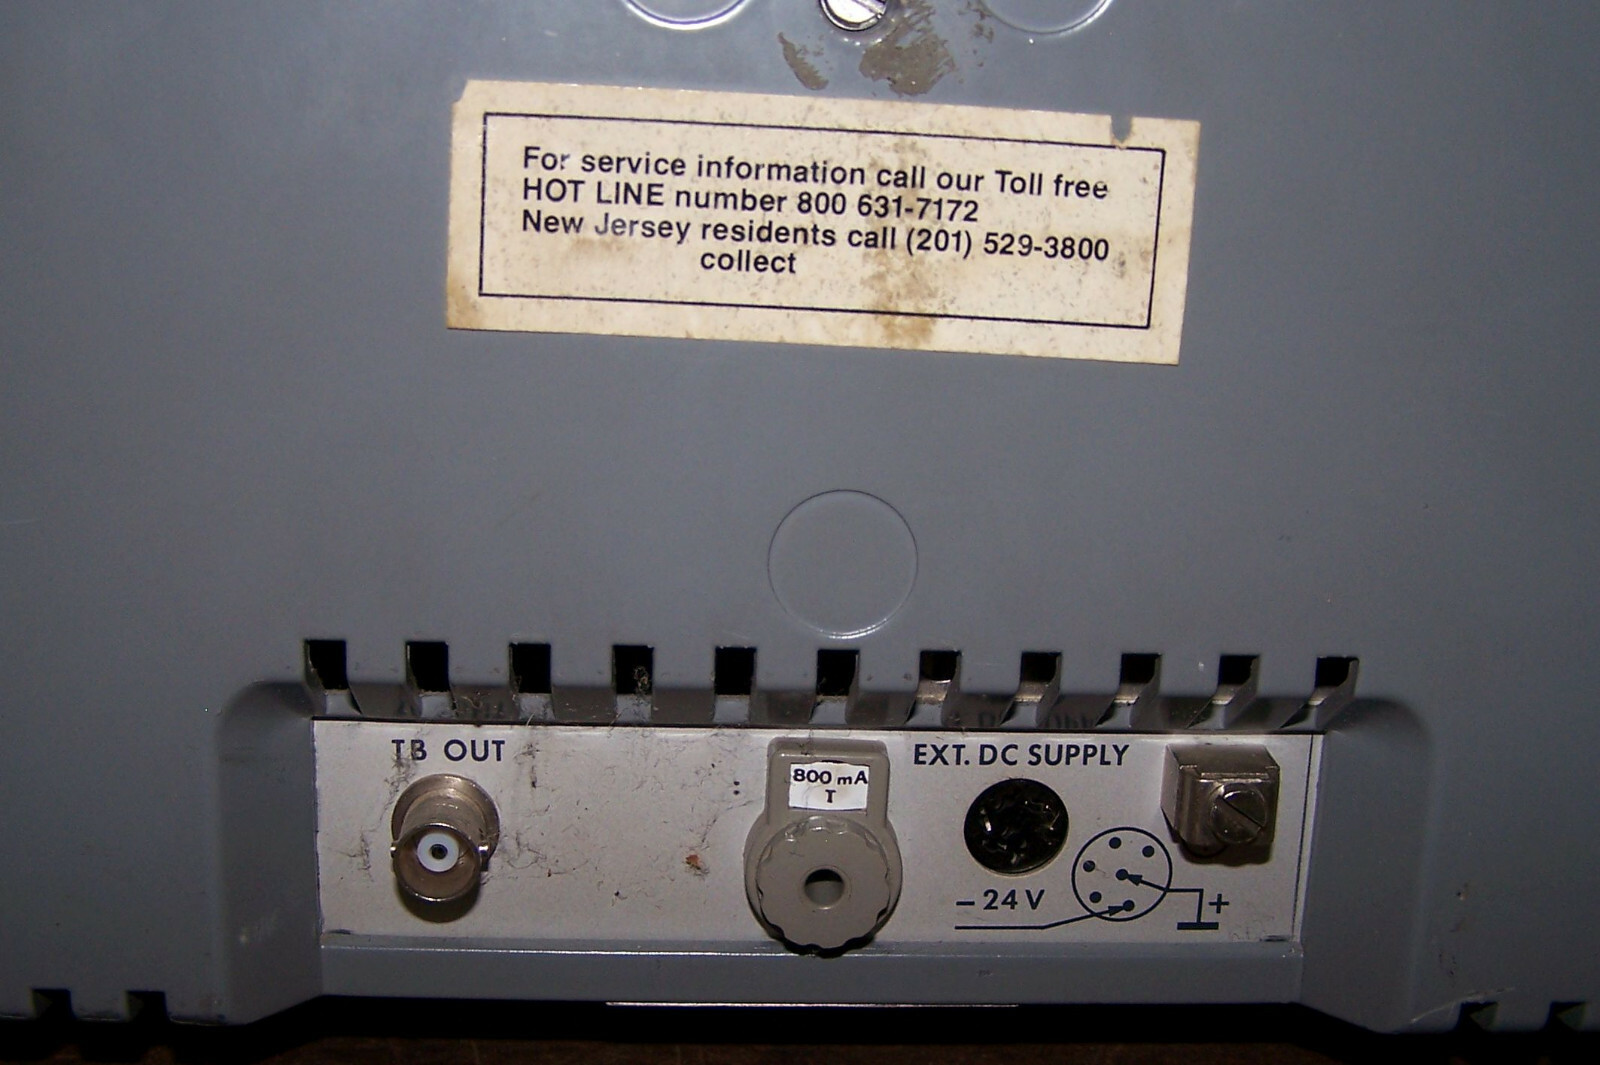 For service information call our Toll free
HOT LINE number 800 631-7172
New Jersey residents call (201) 529-3800
collect
TB OUT
800 mA
T
EXT. DC SUPPLY
- 24 V
+